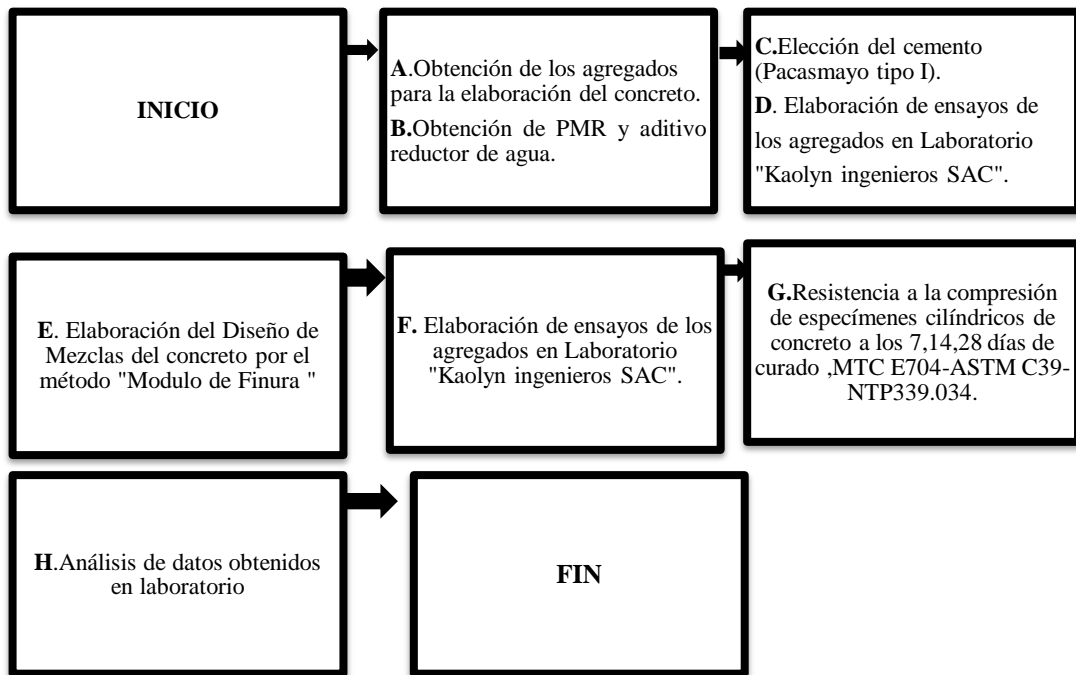 INICIO
A.Obtención de los agregados
para la elaboración del concreto.
B.Obtención de PMR y aditivo
reductor de agua.
C.Elección del cemento
(Pacasmayo tipo I).
D. Elaboración de ensayos de
los agregados en Laboratorio
"Kaolyn ingenieros SAC".
E. Elaboración del Diseño de
Mezclas del concreto por el
método "Modulo de Finura "
F. Elaboración de ensayos de los
agregados en Laboratorio
"Kaolyn ingenieros SAC".
G.Resistencia a la compresión
de especímenes cilíndricos de
concreto a los 7,14,28 días de
curado ,MTC E704-ASTM C39-
NTP339.034.
H.Análisis de datos obtenidos
en laboratorio
FIN